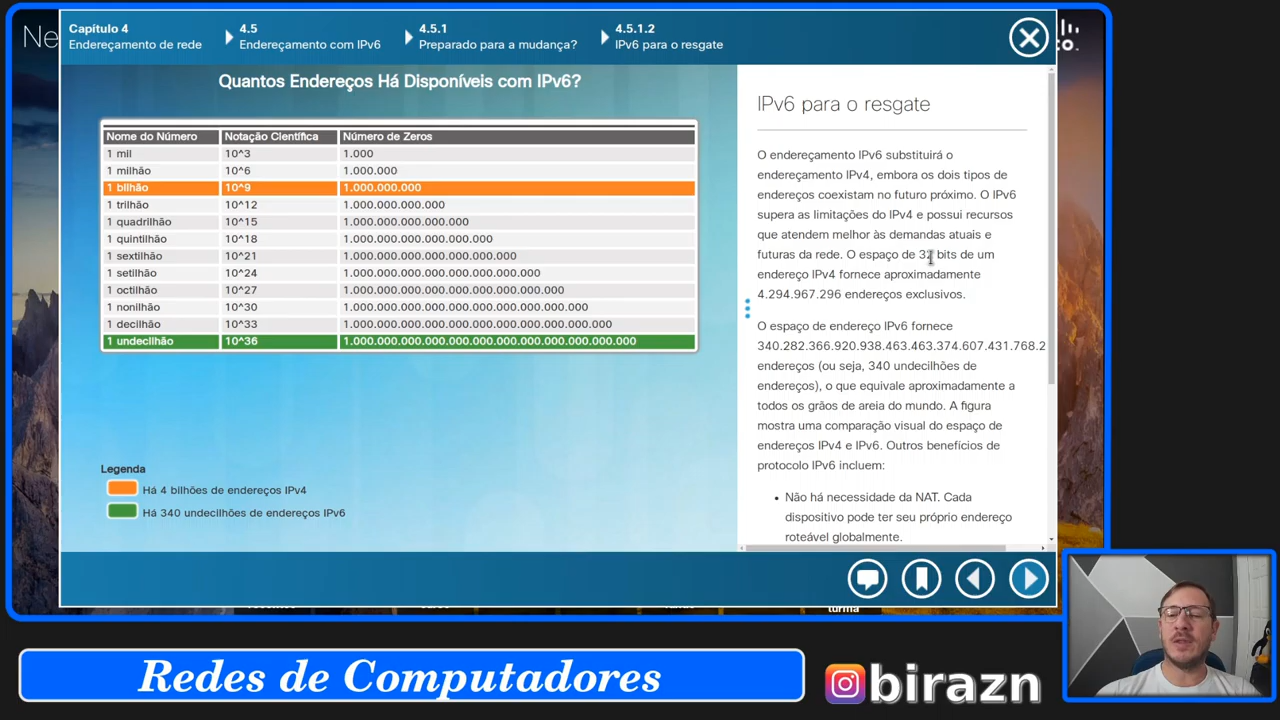 Ne
Capítulo 4
Endereçamento de rede
4.5
Endereçamento com IPv6
4.5.1
Preparado para a mudança?
4.5.1.2
IPv6 para o resgate
Quantos Endereços Há Disponíveis com IPv6?
Nome do Número Notação Científica Número de Zeros
1 mil 10^3 1.000
1 milhão 10^6 1.000.000
1 bilhão 10^9 1.000.000.000
1 trilhão 10^12 1.000.000.000.000
1 quadrilhão 10^15 1.000.000.000.000.000
1 quintilhão 10^18 1.000.000.000.000.000.000
1 sextilhão 10^21 1.000.000.000.000.000.000.000
1 setilhão 10^24 1.000.000.000.000.000.000.000.000
1 octilhão 10^27 1.000.000.000.000.000.000.000.000.000
1 nonilhão 10^30 1.000.000.000.000.000.000.000.000.000.000
1 decilhão 10^33 1.000.000.000.000.000.000.000.000.000.000.000
1 undecilhão 10^36 1.000.000.000.000.000.000.000.000.000.000.000.000
Legenda
Há 4 bilhões de endereços IPv4
Há 340 undecilhões de endereços IPv6
IPv6 para o resgate
O endereçamento IPv6 substituirá o
endereçamento IPv4, embora os dois tipos de
endereços coexistam no futuro próximo. O IPv6
supera as limitações do IPv4 e possui recursos
que atendem melhor às demandas atuais e
futuras da rede. O espaço de 32 bits de um
endereço IPv4 fornece aproximadamente
4.294.967.296 endereços exclusivos.
O espaço de endereço IPv6 fornece
340.282.366.920.938.463.463.374.607.431.768.2
endereços (ou seja, 340 undecilhões de
endereços), o que equivale aproximadamente a
todos os grãos de areia do mundo. A figura
mostra uma comparação visual do espaço de
endereços IPv4 e IPv6. Outros benefícios de
protocolo IPv6 incluem:
• Não há necessidade da NAT. Cada
dispositivo pode ter seu próprio endereço
roteável globalmente.
turma
Redes de Computadores
birazn